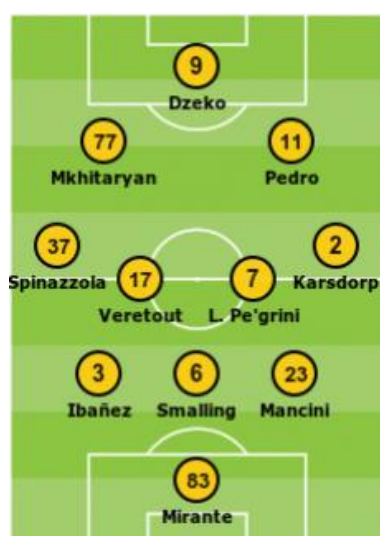 9
Dzeko
77
Mkhitaryan
11
Pedro
37
Spinazzola
2
Karsdorp
17
Veretout
7
L. Pe'grini
3
Ibañez
6
Smalling
23
Mancini
83
Mirante